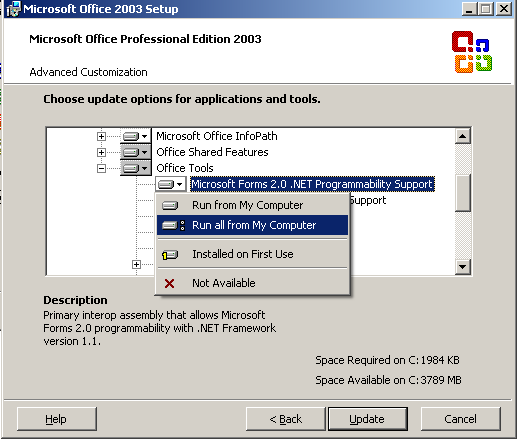 Microsoft Office 2003 Setup
Microsoft Office Professional Edition 2003
Advanced Customization
Choose update options for applications and tools.
Microsoft Office InfoPath
Office Shared Features
Office Tools
Microsoft Forms 2.0 .NET Programmability Support
Support
Run from My Computer
Run all from My Computer
Installed on First Use
Not Available
Description
Primary interop assembly that allows Microsoft
Forms 2.0 programmability with .NET Framework
version 1.1.
Space Required on C:1984 KB
Space Available on C:3789 MB
Help
< Back
Update
Cancel